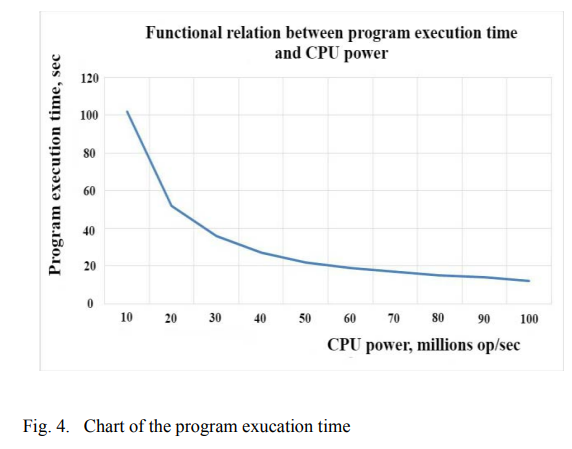 Functional relation between program execution time
and CPU power
Program execution time, sec
120
100
80
60
40
20
0
10 20 30 40 50 60 70 80 90 100
CPU power, millions op/sec
Fig. 4. Chart of the program exucation time